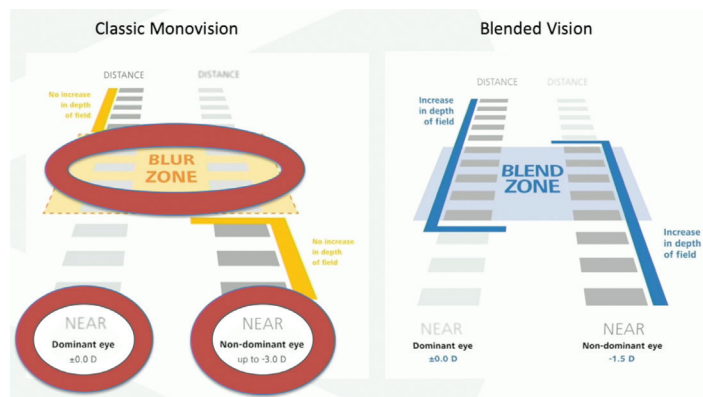 Classic Monovision
Blended Vision
DISTANCE
DISTANCE
No increase
in depth
of field
BLUR
ZONE
No increase
in depth
of field
NEAR
Dominant eye
±0.0 D
NEAR
Non-dominant eye
up to -3.0 D
DISTANCE
DISTANCE
Increase
in depth
of field
BLEND
ZONE
Increase
in depth
of field
NEAR
Dominant eye
±0.0 D
NEAR
Non-dominant eye
-1.5 D